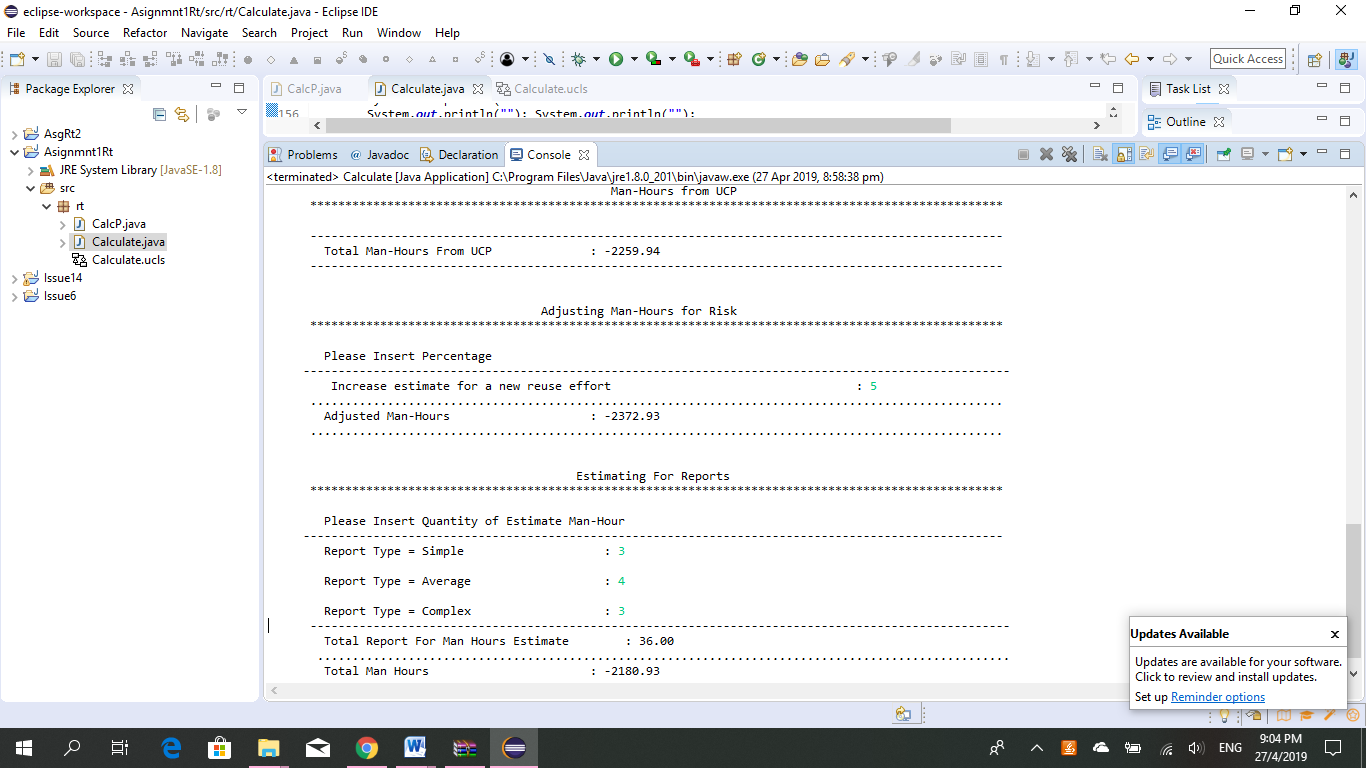 eclipse-workspace - Asignmnt1Rt/src/rt/Calculate.java - Eclipse IDE
File Edit Source Refactor Navigate Search Project Run Window Help
Quick Access
Package Explorer
CalcP.java Calculate.java Calculate.ucls
Task List
156 System.out.println(""); System.out.println("");
Outline
AsgRt2
Asignmnt1Rt
JRE System Library [JavaSE-1.8]
src
rt
CalcP.java
Calculate.java
Calculate.ucls
Issue14
Issue6
Problems @ Javadoc Declaration Console
<terminated> Calculate [Java Application] C:\Program Files\Java\jre1.8.0_201\bin\javaw.exe (27 Apr 2019, 8:58:38 pm)
Man-Hours from UCP
***************************************************************************************************
---------------------------------------------------------------------------------------------------
Total Man-Hours From UCP : -2259.94
---------------------------------------------------------------------------------------------------
Adjusting Man-Hours for Risk
***************************************************************************************************
Please Insert Percentage
-----------------------------------------------------------------------------------------------------
Increase estimate for a new reuse effort : 5
...................................................................................................
Adjusted Man-Hours : -2372.93
...................................................................................................
Estimating For Reports
***************************************************************************************************
Please Insert Quantity of Estimate Man-Hour
----------------------------------------------------------------------------------------------------
Report Type = Simple : 3
Report Type = Average : 4
Report Type = Complex : 3
----------------------------------------------------------------------------------------------------
Total Report For Man Hours Estimate : 36.00
...................................................................................................
Total Man Hours : -2180.93
Updates Available x
Updates are available for your software.
Click to review and install updates.
Set up Reminder options
ENG
9:04 PM
27/4/2019